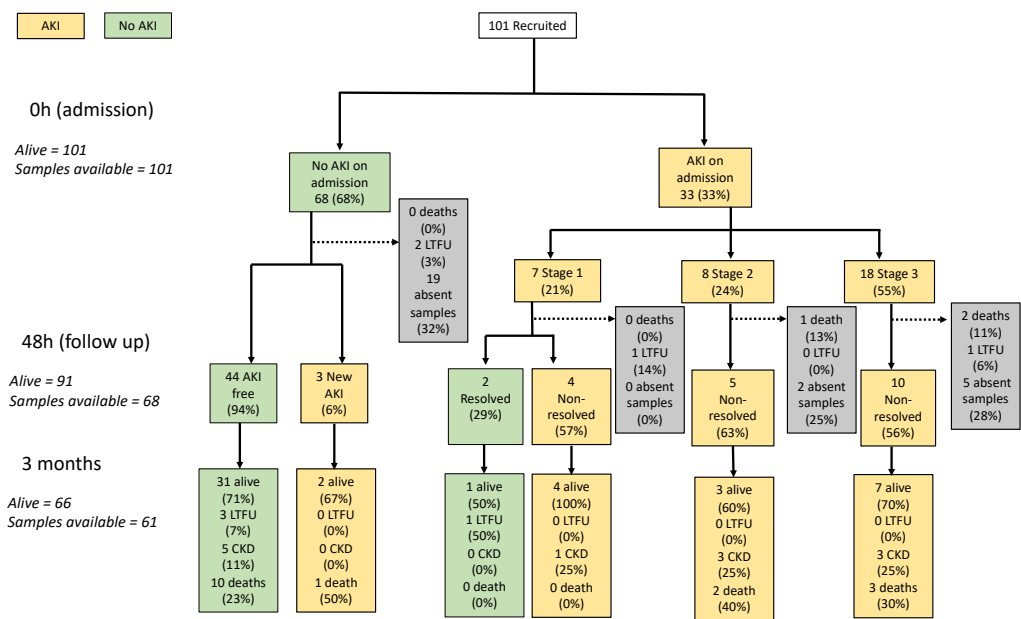 AKI
No AKI
101 Recruited
0h (admission)
Alive = 101
Samples available = 101
No AKI on
admission
68 (68%)
AKI on
admission
33 (33%)
0 deaths
(0%)
2 LTFU
(3%)
19
absent
samples
(32%)
7 Stage 1
(21%)
8 Stage 2
(24%)
18 Stage 3
(55%)
0 deaths
(0%)
1 LTFU
(14%)
0 absent
samples
(0%)
1 death
(13%)
0 LTFU
(0%)
2 absent
samples
(25%)
2 deaths
(11%)
1 LTFU
(6%)
5 absent
samples
(28%)
48h (follow up)
Alive = 91
Samples available = 68
44 AKI
free
(94%)
3 New
AKI
(6%)
2
Resolved
(29%)
4
Non-
resolved
(57%)
5
Non-
resolved
(63%)
10
Non-
resolved
(56%)
3 months
Alive = 66
Samples available = 61
31 alive
(71%)
3 LTFU
(7%)
5 CKD
(11%)
10 deaths
(23%)
2 alive
(67%)
0 LTFU
(0%)
0 CKD
(0%)
1 death
(50%)
1 alive
(50%)
1 LTFU
(50%)
0 CKD
(0%)
0 death
(0%)
4 alive
(100%)
0 LTFU
(0%)
1 CKD
(25%)
0 death
(0%)
3 alive
(60%)
0 LTFU
(0%)
3 CKD
(25%)
2 death
(40%)
7 alive
(70%)
0 LTFU
(0%)
3 CKD
(25%)
3 deaths
(30%)